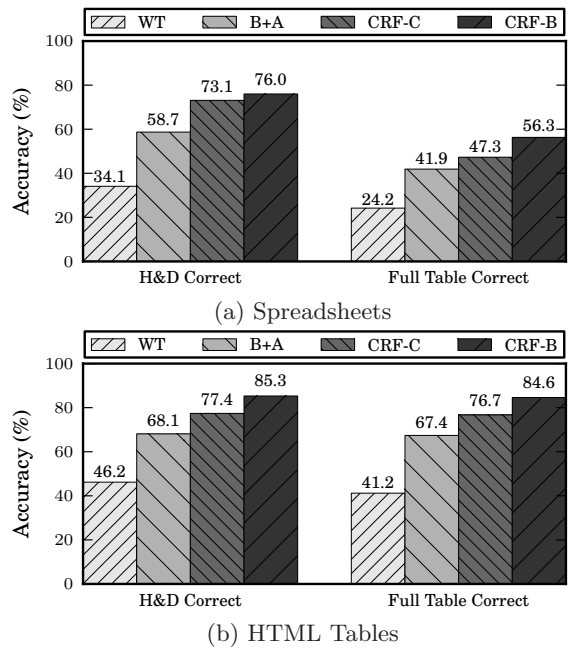 WT B+A CRF-C CRF-B
100
80
60
40
20
0
Accuracy (%)
34.1 58.7 73.1 76.0 24.2 41.9 47.3 56.3
H&D Correct Full Table Correct
(a) Spreadsheets
WT B+A CRF-C CRF-B
100
80
60
40
20
0
Accuracy (%)
46.2 68.1 77.4 85.3 41.2 67.4 76.7 84.6
H&D Correct Full Table Correct
(b) HTML Tables